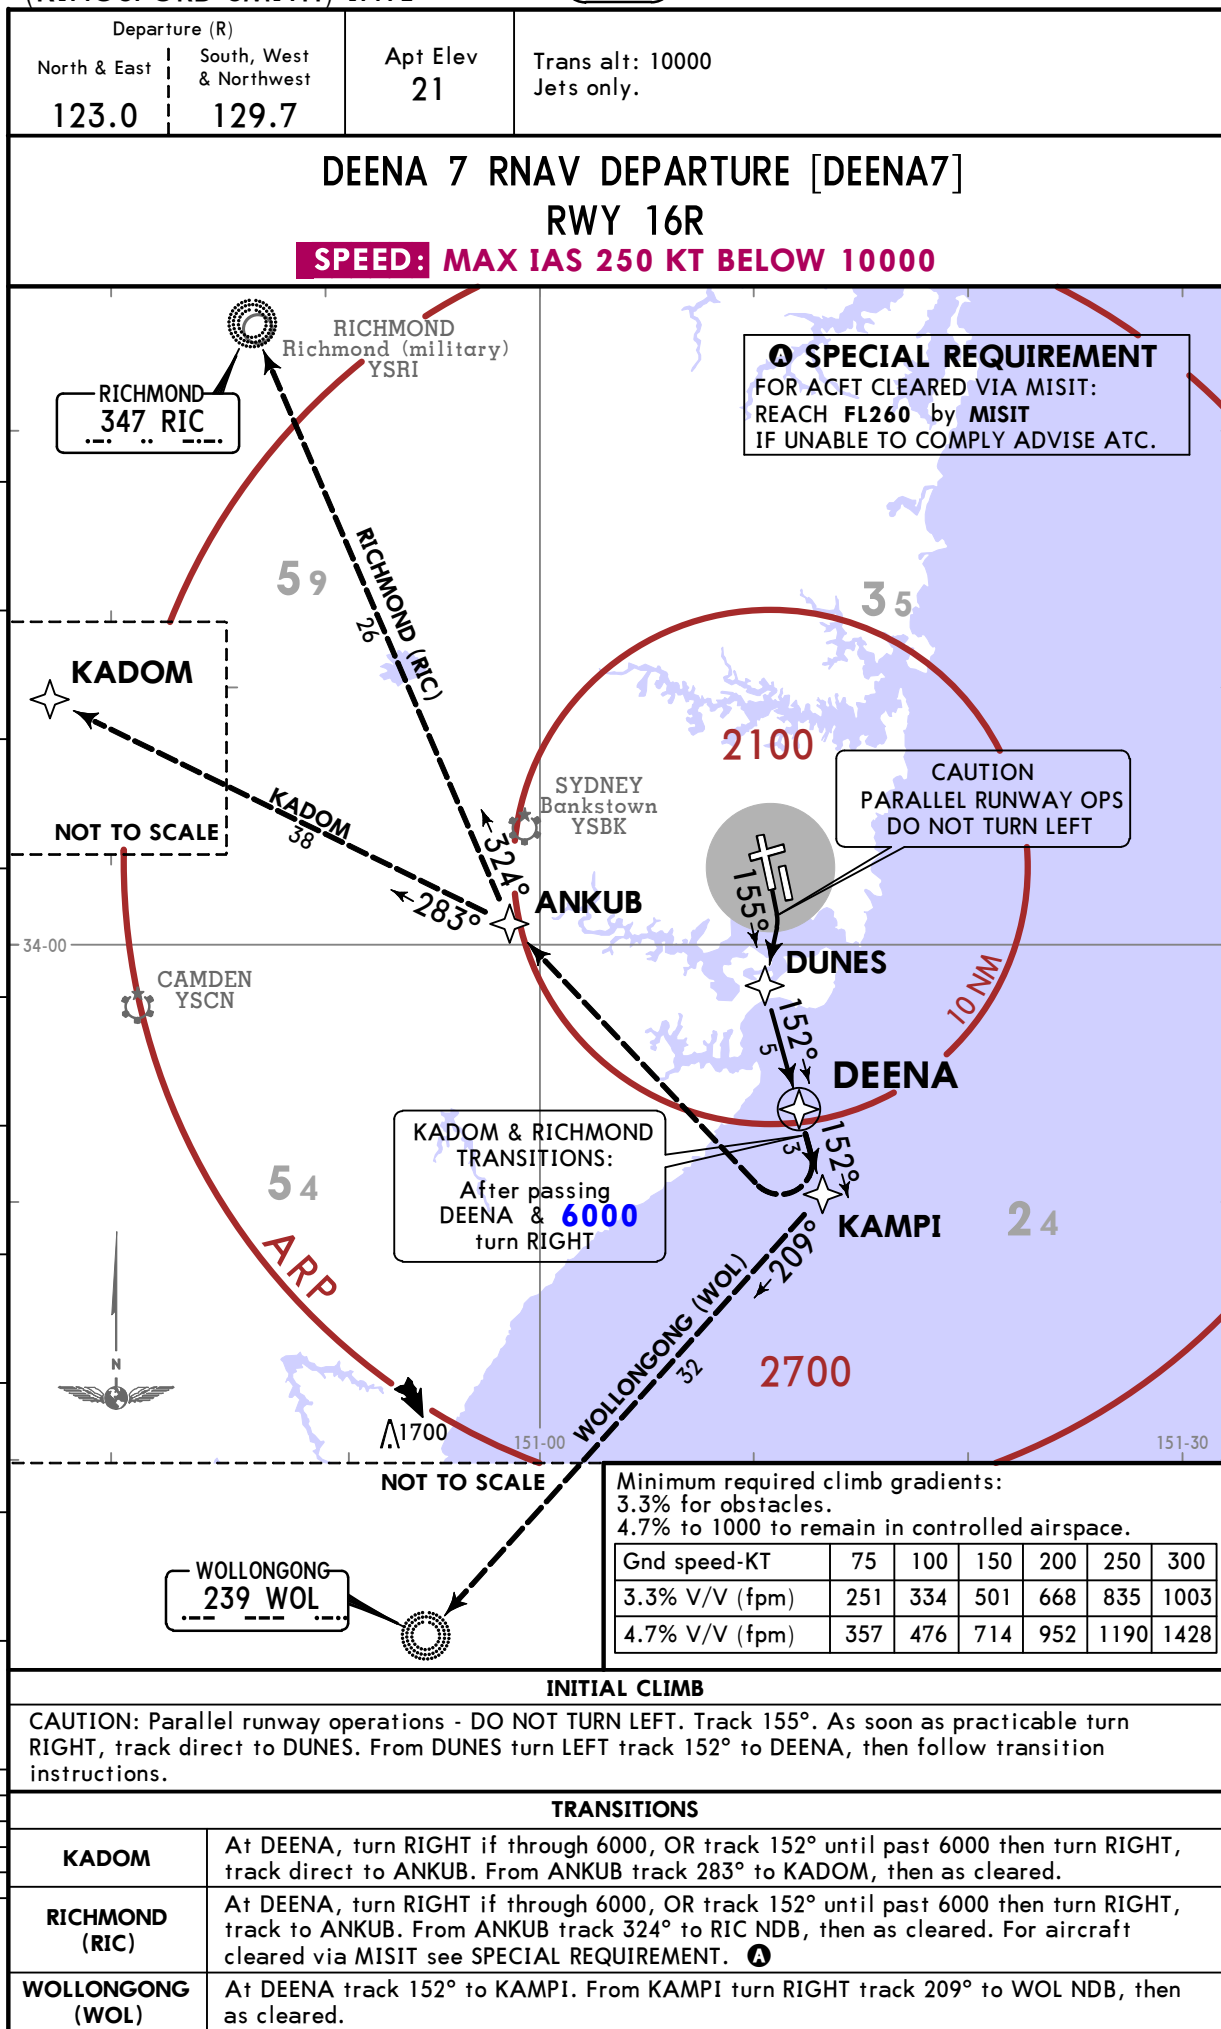 Departure (R)
North & East
South, West
& Northwest
123.0
129.7
Apt Elev
21
Trans alt: 10000
Jets only.
DEENA 7 RNAV DEPARTURE [DEENA7]
RWY 16R
SPEED: MAX IAS 250 KT BELOW 10000
RICHMOND
Richmond (military)
YSRI
RICHMOND
347 RIC
A SPECIAL REQUIREMENT
FOR ACFT CLEARED VIA MISIT:
REACH FL260 by MISIT
IF UNABLE TO COMPLY ADVISE ATC.
59
35
RICHMOND (RIC)
26
KADOM
NOT TO SCALE
KADOM
38
2100
SYDNEY
Bankstown
YSBK
CAUTION
PARALLEL RUNWAY OPS
DO NOT TURN LEFT
324°
283°
ANKUB
155°
34-00
DUNES
CAMDEN
YSCN
10 NM
152°
5
DEENA
KADOM & RICHMOND
TRANSITIONS:
After passing
DEENA & 6000
turn RIGHT
3
152°
54
KAMPI
24
209°
ARP
N
WOLLONGONG (WOL)
32
2700
1700
151-00
151-30
NOT TO SCALE
WOLLONGONG
239 WOL
Minimum required climb gradients:
3.3% for obstacles.
4.7% to 1000 to remain in controlled airspace.
Gnd speed-KT 75 100 150 200 250 300
3.3% V/V (fpm) 251 334 501 668 835 1003
4.7% V/V (fpm) 357 476 714 952 1190 1428
INITIAL CLIMB
CAUTION: Parallel runway operations - DO NOT TURN LEFT. Track 155°. As soon as practicable turn
RIGHT, track direct to DUNES. From DUNES turn LEFT track 152° to DEENA, then follow transition
instructions.
TRANSITIONS
KADOM
At DEENA, turn RIGHT if through 6000, OR track 152° until past 6000 then turn RIGHT,
track direct to ANKUB. From ANKUB track 283° to KADOM, then as cleared.
RICHMOND
(RIC)
At DEENA, turn RIGHT if through 6000, OR track 152° until past 6000 then turn RIGHT,
track to ANKUB. From ANKUB track 324° to RIC NDB, then as cleared. For aircraft
cleared via MISIT see SPECIAL REQUIREMENT. A
WOLLONGONG
(WOL)
At DEENA track 152° to KAMPI. From KAMPI turn RIGHT track 209° to WOL NDB, then
as cleared.